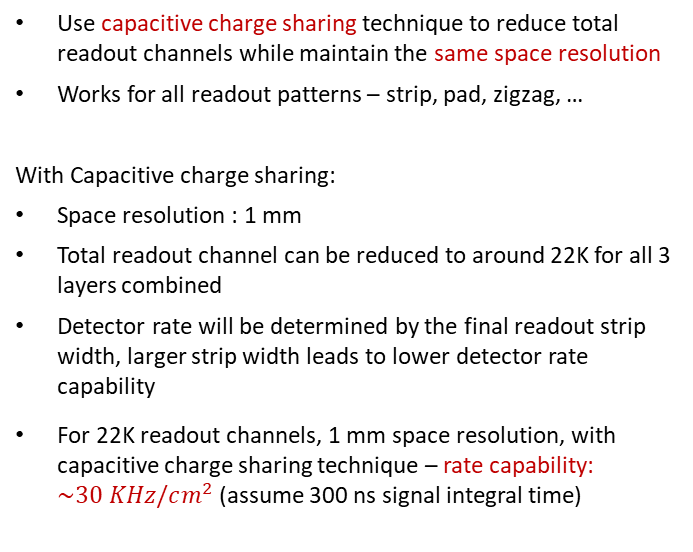 • Use capacitive charge sharing technique to reduce total
readout channels while maintain the same space resolution
• Works for all readout patterns – strip, pad, zigzag, ...
With Capacitive charge sharing:
• Space resolution : 1 mm
• Total readout channel can be reduced to around 22K for all 3
layers combined
• Detector rate will be determined by the final readout strip
width, larger strip width leads to lower detector rate
capability
• For 22K readout channels, 1 mm space resolution, with
capacitive charge sharing technique – rate capability:
~30 KHz/cm² (assume 300 ns signal integral time)